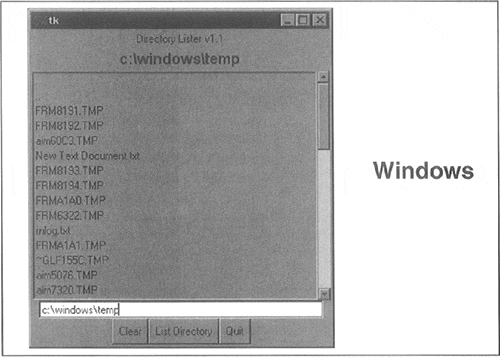 tk
Directory Lister v1.1
c:\windows\temp
.
..
FRM8191.TMP
FRM8192.TMP
aim60C3.TMP
New Text Document.txt
FRM8193.TMP
FRM8194.TMP
FRMA1A0.TMP
FRM6322.TMP
mlog.txt
FRMA1A1.TMP
~GLF155C.TMP
aim5076.TMP
aim7320.TMP
c:\windows\temp
Clear List Directory Quit
Windows